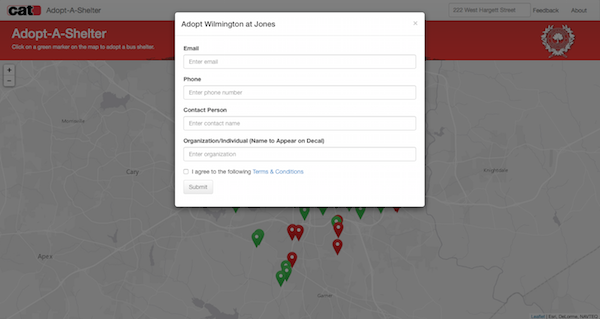 cat Adopt-A-Shelter
222 West Hargett Street
Feedback
About
Adopt-A-Shelter
Click on a green marker on the map to adopt a bus shelter.
Adopt Wilmington at Jones
×
Email
Enter email
Phone
Enter phone number
Contact Person
Enter contact name
Organization/Individual (Name to Appear on Decal)
Enter organization
I agree to the following Terms & Conditions
Submit
+
-
Morrisville
Cary
Knightdale
Apex
Garner
Leaflet | Esri, DeLorme, NAVTEQ